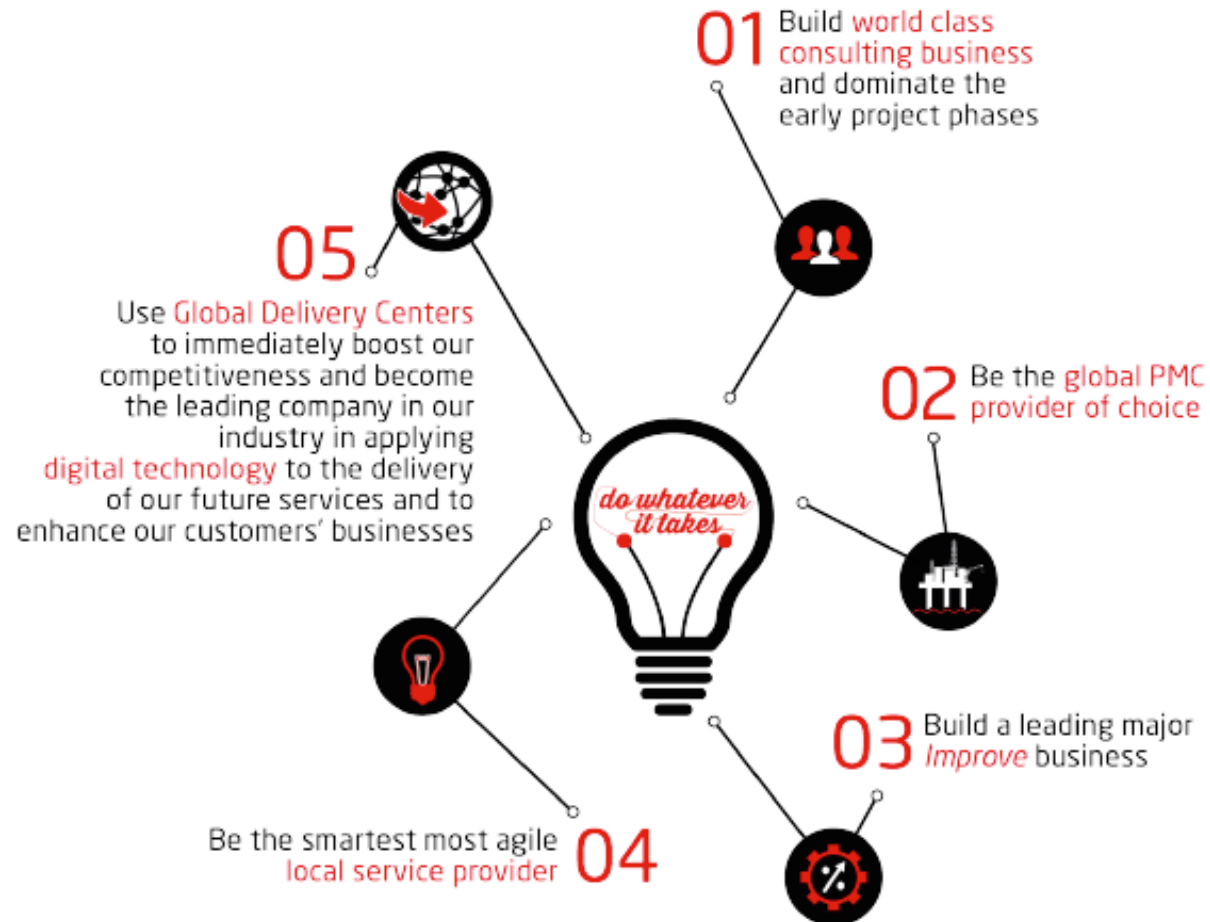 01
Build world class
consulting business
and dominate the
early project phases
02
Be the global PMC
provider of choice
03
Build a leading major
Improve business
04
Be the smartest most agile
local service provider
05
Use Global Delivery Centers
to immediately boost our
competitiveness and become
the leading company in our
industry in applying
digital technology to the delivery
of our future services and to
enhance our customers' businesses
do whatever
it takes
%